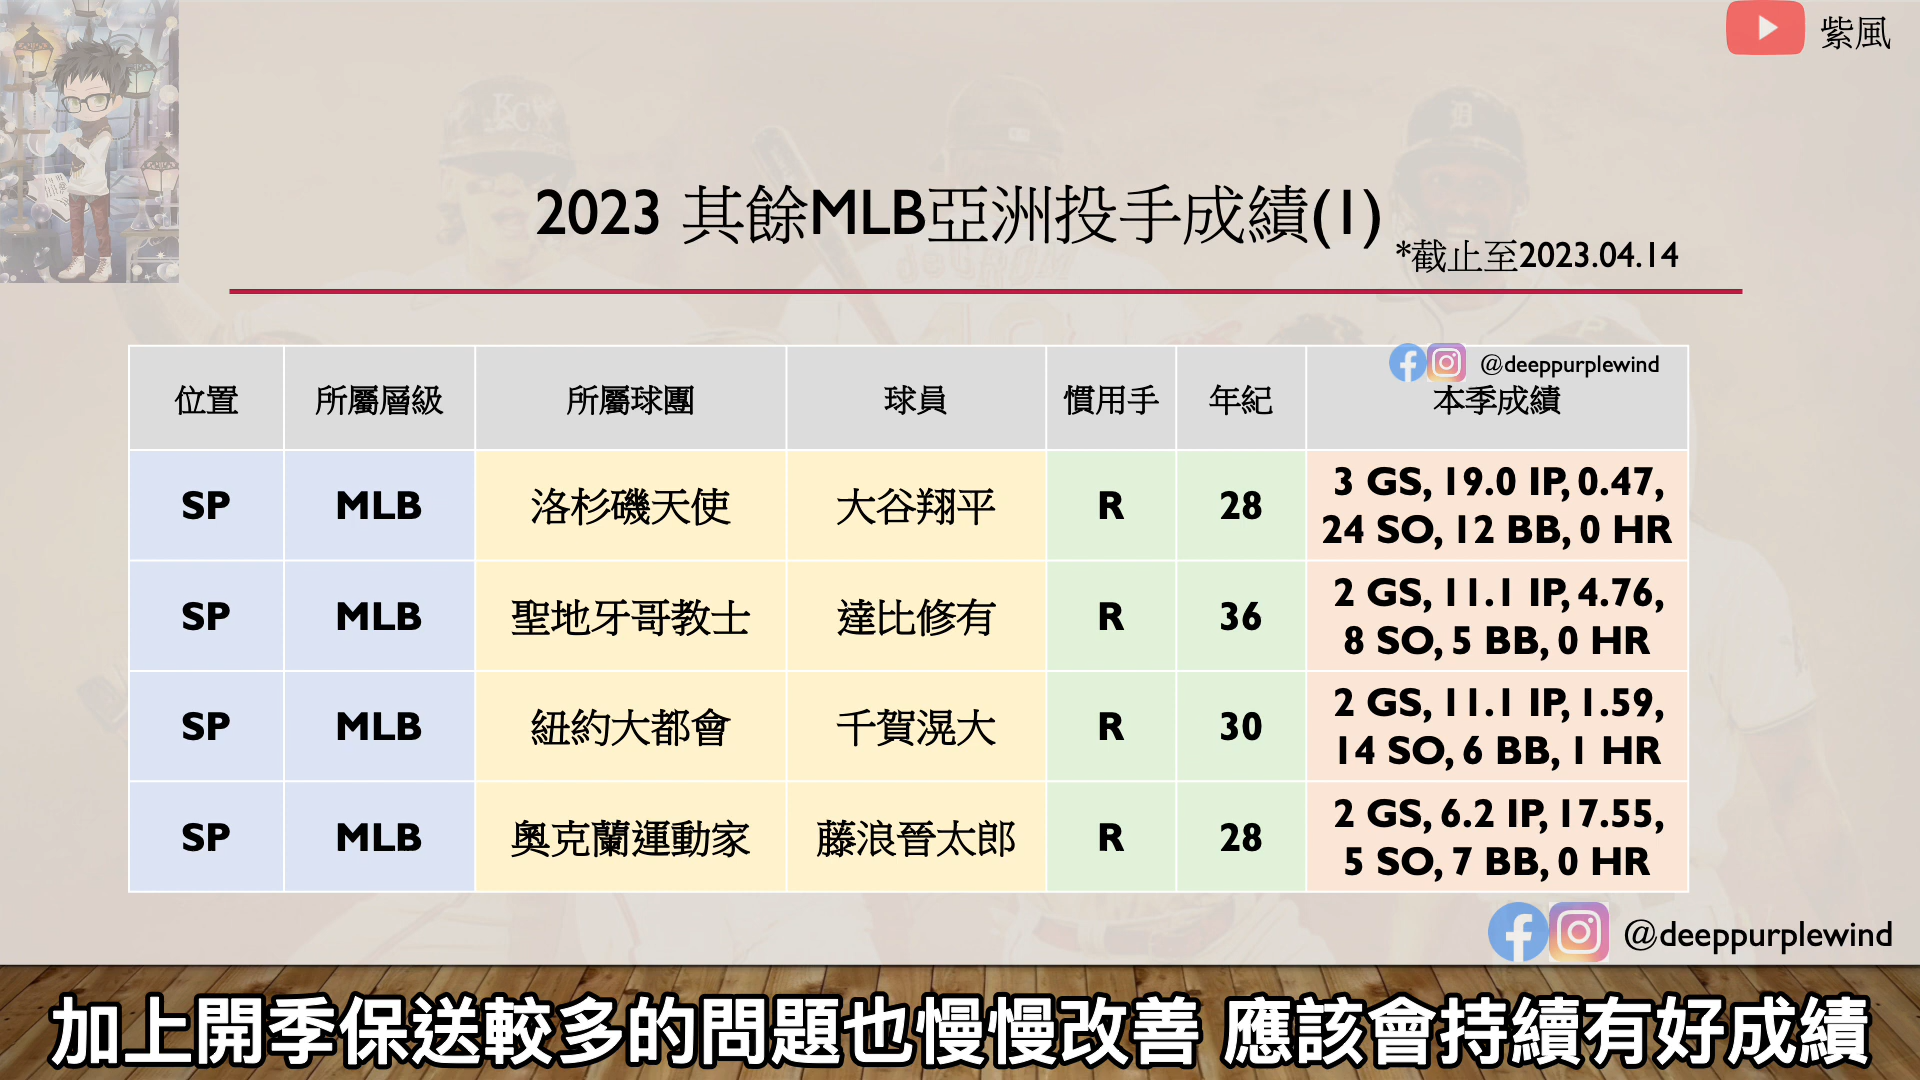 紫風
2023 其餘MLB亞洲投手成績(1)
*截止至2023.04.14
@deeppurplewind
位置 所屬層級 所屬球團 球員 慣用手 年紀 本季成績
SP MLB 洛杉磯天使 大谷翔平 R 28 3 GS, 19.0 IP, 0.47,
24 SO, 12 BB, 0 HR
SP MLB 聖地牙哥教士 達比修有 R 36 2 GS, 11.1 IP, 4.76,
8 SO, 5 BB, 0 HR
SP MLB 紐約大都會 千賀滉大 R 30 2 GS, 11.1 IP, 1.59,
14 SO, 6 BB, 1 HR
SP MLB 奧克蘭運動家 藤浪晉太郎 R 28 2 GS, 6.2 IP, 17.55,
5 SO, 7 BB, 0 HR
@deeppurplewind
加上開季保送較多的問題也慢慢改善 應該會持續有好成績